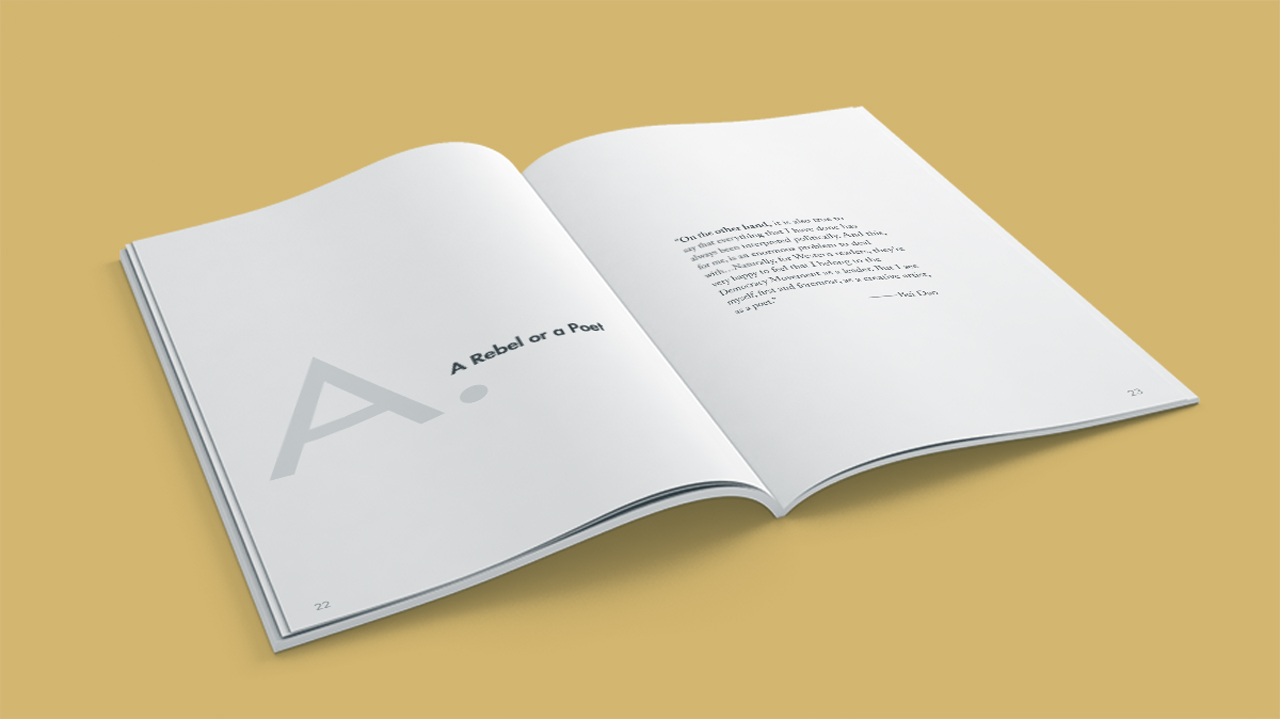 A.
A Rebel or a Poet
22
"On the other hand, it is also true to
say that everything that I have done has
always been interpreted politically. And this,
for me, is an enormous problem to deal
with... Naturally, for Western readers, they're
very happy to feel that I belong to the
Democracy Movement as a leader. But I see
myself, first and foremost, as a creative artist,
as a poet."
——Bei Dao
23